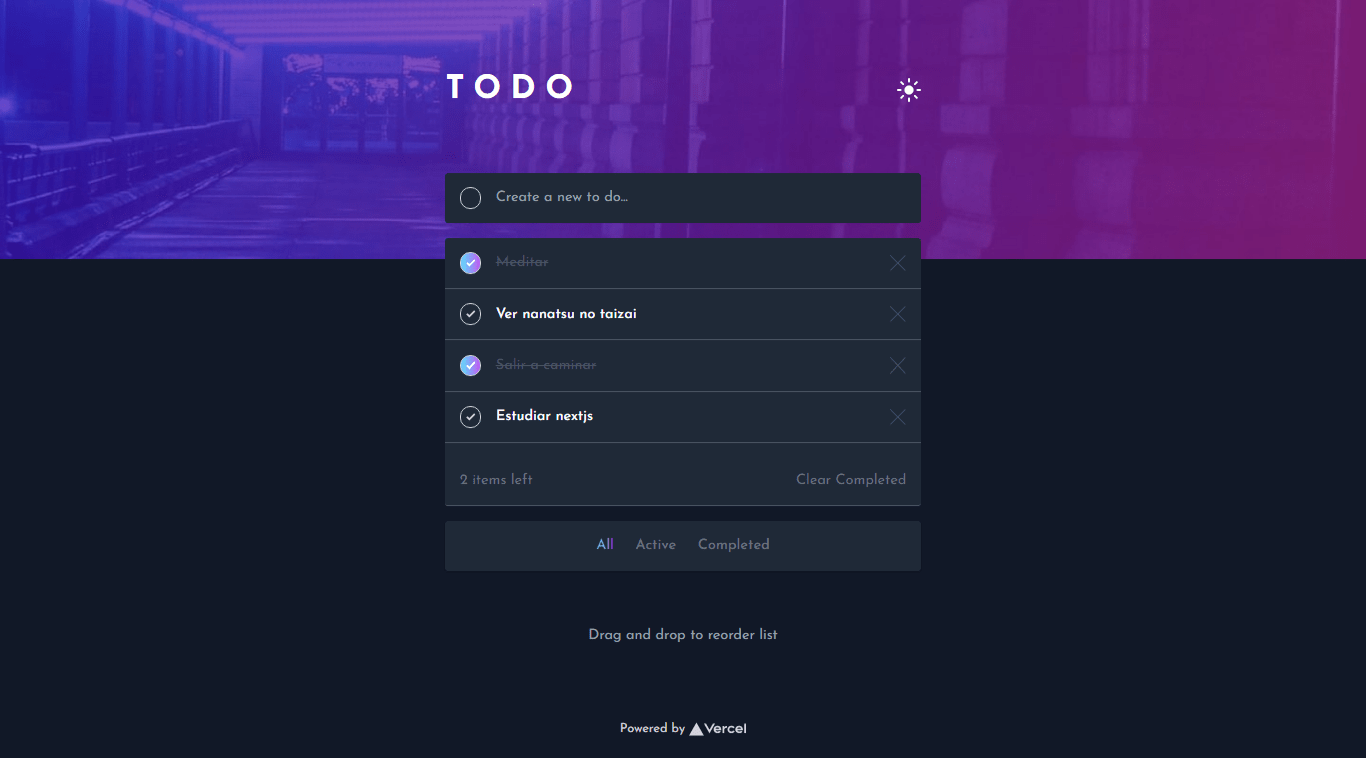 TODO
Create a new to do...
Meditar
Ver nanatsu no taizai
Salir a caminar
Estudiar nextjs
2 items left Clear Completed
All Active Completed
Drag and drop to reorder list
Powered by Vercel